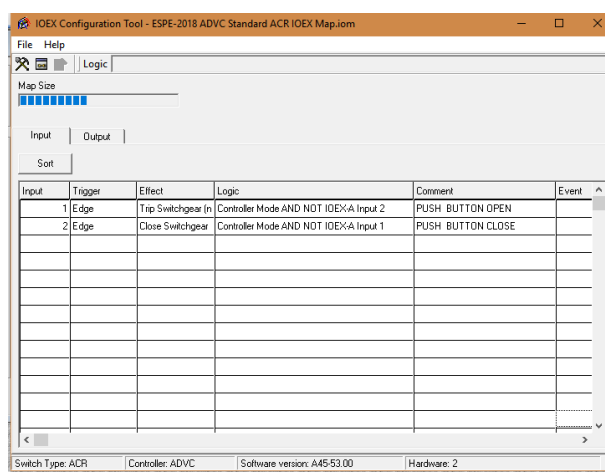 IOEX Configuration Tool - ESPE-2018 ADVC Standard ACR IOEX Map.iom
File Help
Logic
Map Size
Input Output
Sort
Input Trigger Effect Logic Comment Event
1 Edge Trip Switchgear (n Controller Mode AND NOT IOEX-A Input 2 PUSH BUTTON OPEN
2 Edge Close Switchgear Controller Mode AND NOT IOEX-A Input 1 PUSH BUTTON CLOSE
Switch Type: ACR Controller: ADVC Software version: A45-53.00 Hardware: 2